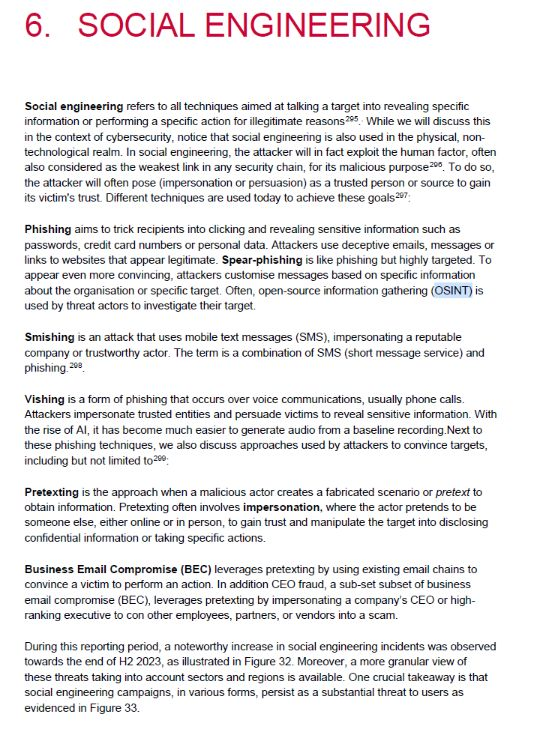 6. SOCIAL ENGINEERING
Social engineering refers to all techniques aimed at talking a target into revealing specific
information or performing a specific action for illegitimate reasons295. While we will discuss this
in the context of cybersecurity, notice that social engineering is also used in the physical, non-
technological realm. In social engineering, the attacker will in fact exploit the human factor, often
also considered as the weakest link in any security chain, for its malicious purpose296. To do so,
the attacker will often pose (impersonation or persuasion) as a trusted person or source to gain
its victim's trust. Different techniques are used today to achieve these goals297:
Phishing aims to trick recipients into clicking and revealing sensitive information such as
passwords, credit card numbers or personal data. Attackers use deceptive emails, messages or
links to websites that appear legitimate. Spear-phishing is like phishing but highly targeted. To
appear even more convincing, attackers customise messages based on specific information
about the organisation or specific target. Often, open-source information gathering (OSINT) is
used by threat actors to investigate their target.
Smishing is an attack that uses mobile text messages (SMS), impersonating a reputable
company or trustworthy actor. The term is a combination of SMS (short message service) and
phishing.298.
Vishing is a form of phishing that occurs over voice communications, usually phone calls.
Attackers impersonate trusted entities and persuade victims to reveal sensitive information. With
the rise of AI, it has become much easier to generate audio from a baseline recording.Next to
these phishing techniques, we also discuss approaches used by attackers to convince targets,
including but not limited to299:
Pretexting is the approach when a malicious actor creates a fabricated scenario or pretext to
obtain information. Pretexting often involves impersonation, where the actor pretends to be
someone else, either online or in person, to gain trust and manipulate the target into disclosing
confidential information or taking specific actions.
Business Email Compromise (BEC) leverages pretexting by using existing email chains to
convince a victim to perform an action. In addition CEO fraud, a sub-set subset of business
email compromise (BEC), leverages pretexting by impersonating a company's CEO or high-
ranking executive to con other employees, partners, or vendors into a scam.
During this reporting period, a noteworthy increase in social engineering incidents was observed
towards the end of H2 2023, as illustrated in Figure 32. Moreover, a more granular view of
these threats taking into account sectors and regions is available. One crucial takeaway is that
social engineering campaigns, in various forms, persist as a substantial threat to users as
evidenced in Figure 33.